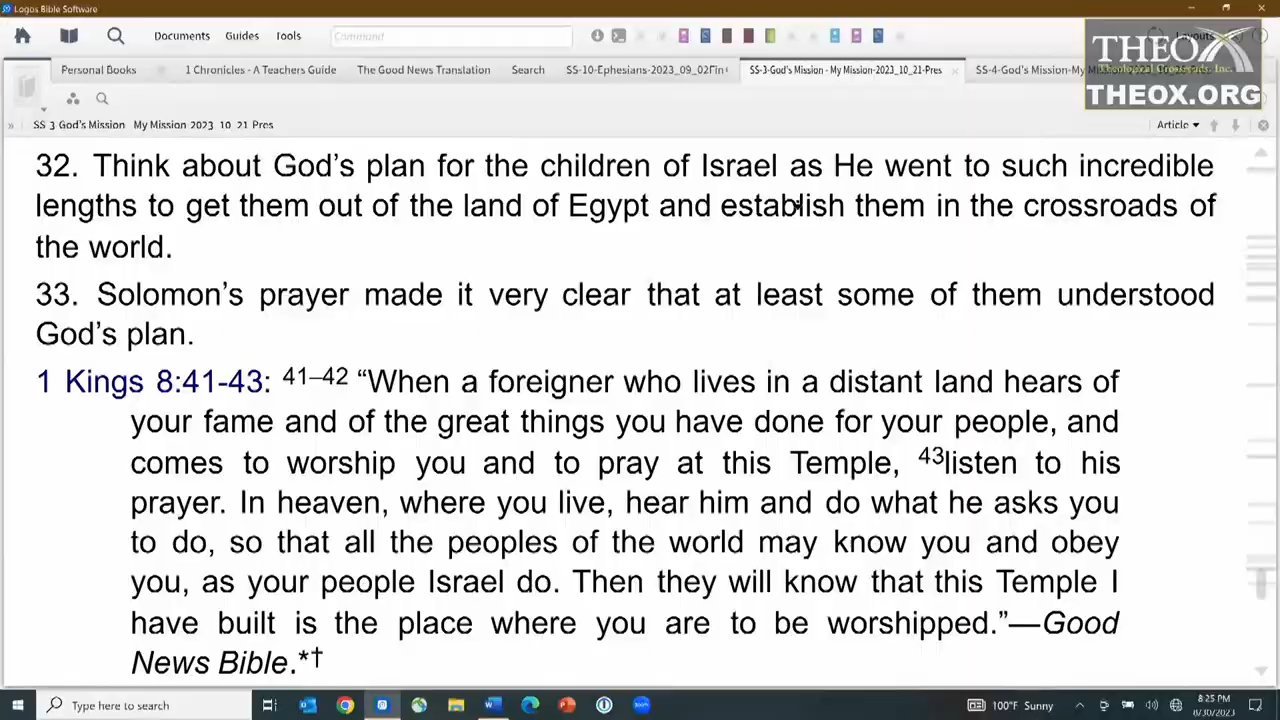 Logos Bible Software
Documents Guides Tools Command
THEOX
Theological Crossroads, Inc.
THEOX.ORG
Personal Books 1 Chronicles - A Teachers Guide The Good News Translation Search SS-10-Ephesians-2023_09_02Fin SS-3-God's Mission - My Mission-2023_10_21-Pres SS-4-God's Mission-My
SS 3 God's Mission My Mission 2023 10 21 Pres Article
32. Think about God's plan for the children of Israel as He went to such incredible
lengths to get them out of the land of Egypt and establish them in the crossroads of
the world.
33. Solomon's prayer made it very clear that at least some of them understood
God's plan.
1 Kings 8:41-43: 41–42 “When a foreigner who lives in a distant land hears of
your fame and of the great things you have done for your people, and
comes to worship you and to pray at this Temple, 43listen to his
prayer. In heaven, where you live, hear him and do what he asks you
to do, so that all the peoples of the world may know you and obey
you, as your people Israel do. Then they will know that this Temple I
have built is the place where you are to be worshipped.”—Good
News Bible.*†
Type here to search 100°F Sunny 8:25 PM
8/30/2023